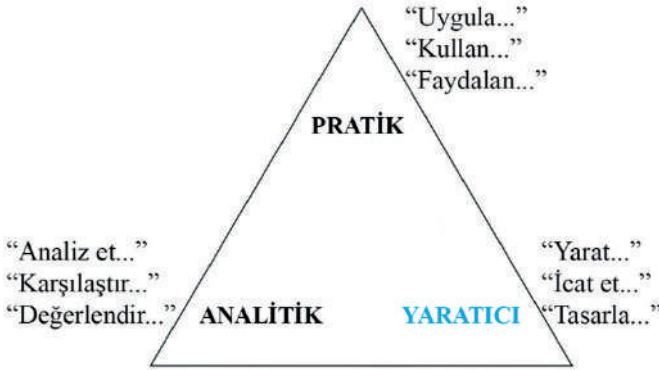 “Uygula...”
“Kullan...”
“Faydalan...”
PRATİK
“Analiz et...”
“Karşılaştır...”
“Değerlendir...”
ANALİTİK
YARATICI
“Yarat...”
“İcat et...”
“Tasarla...”